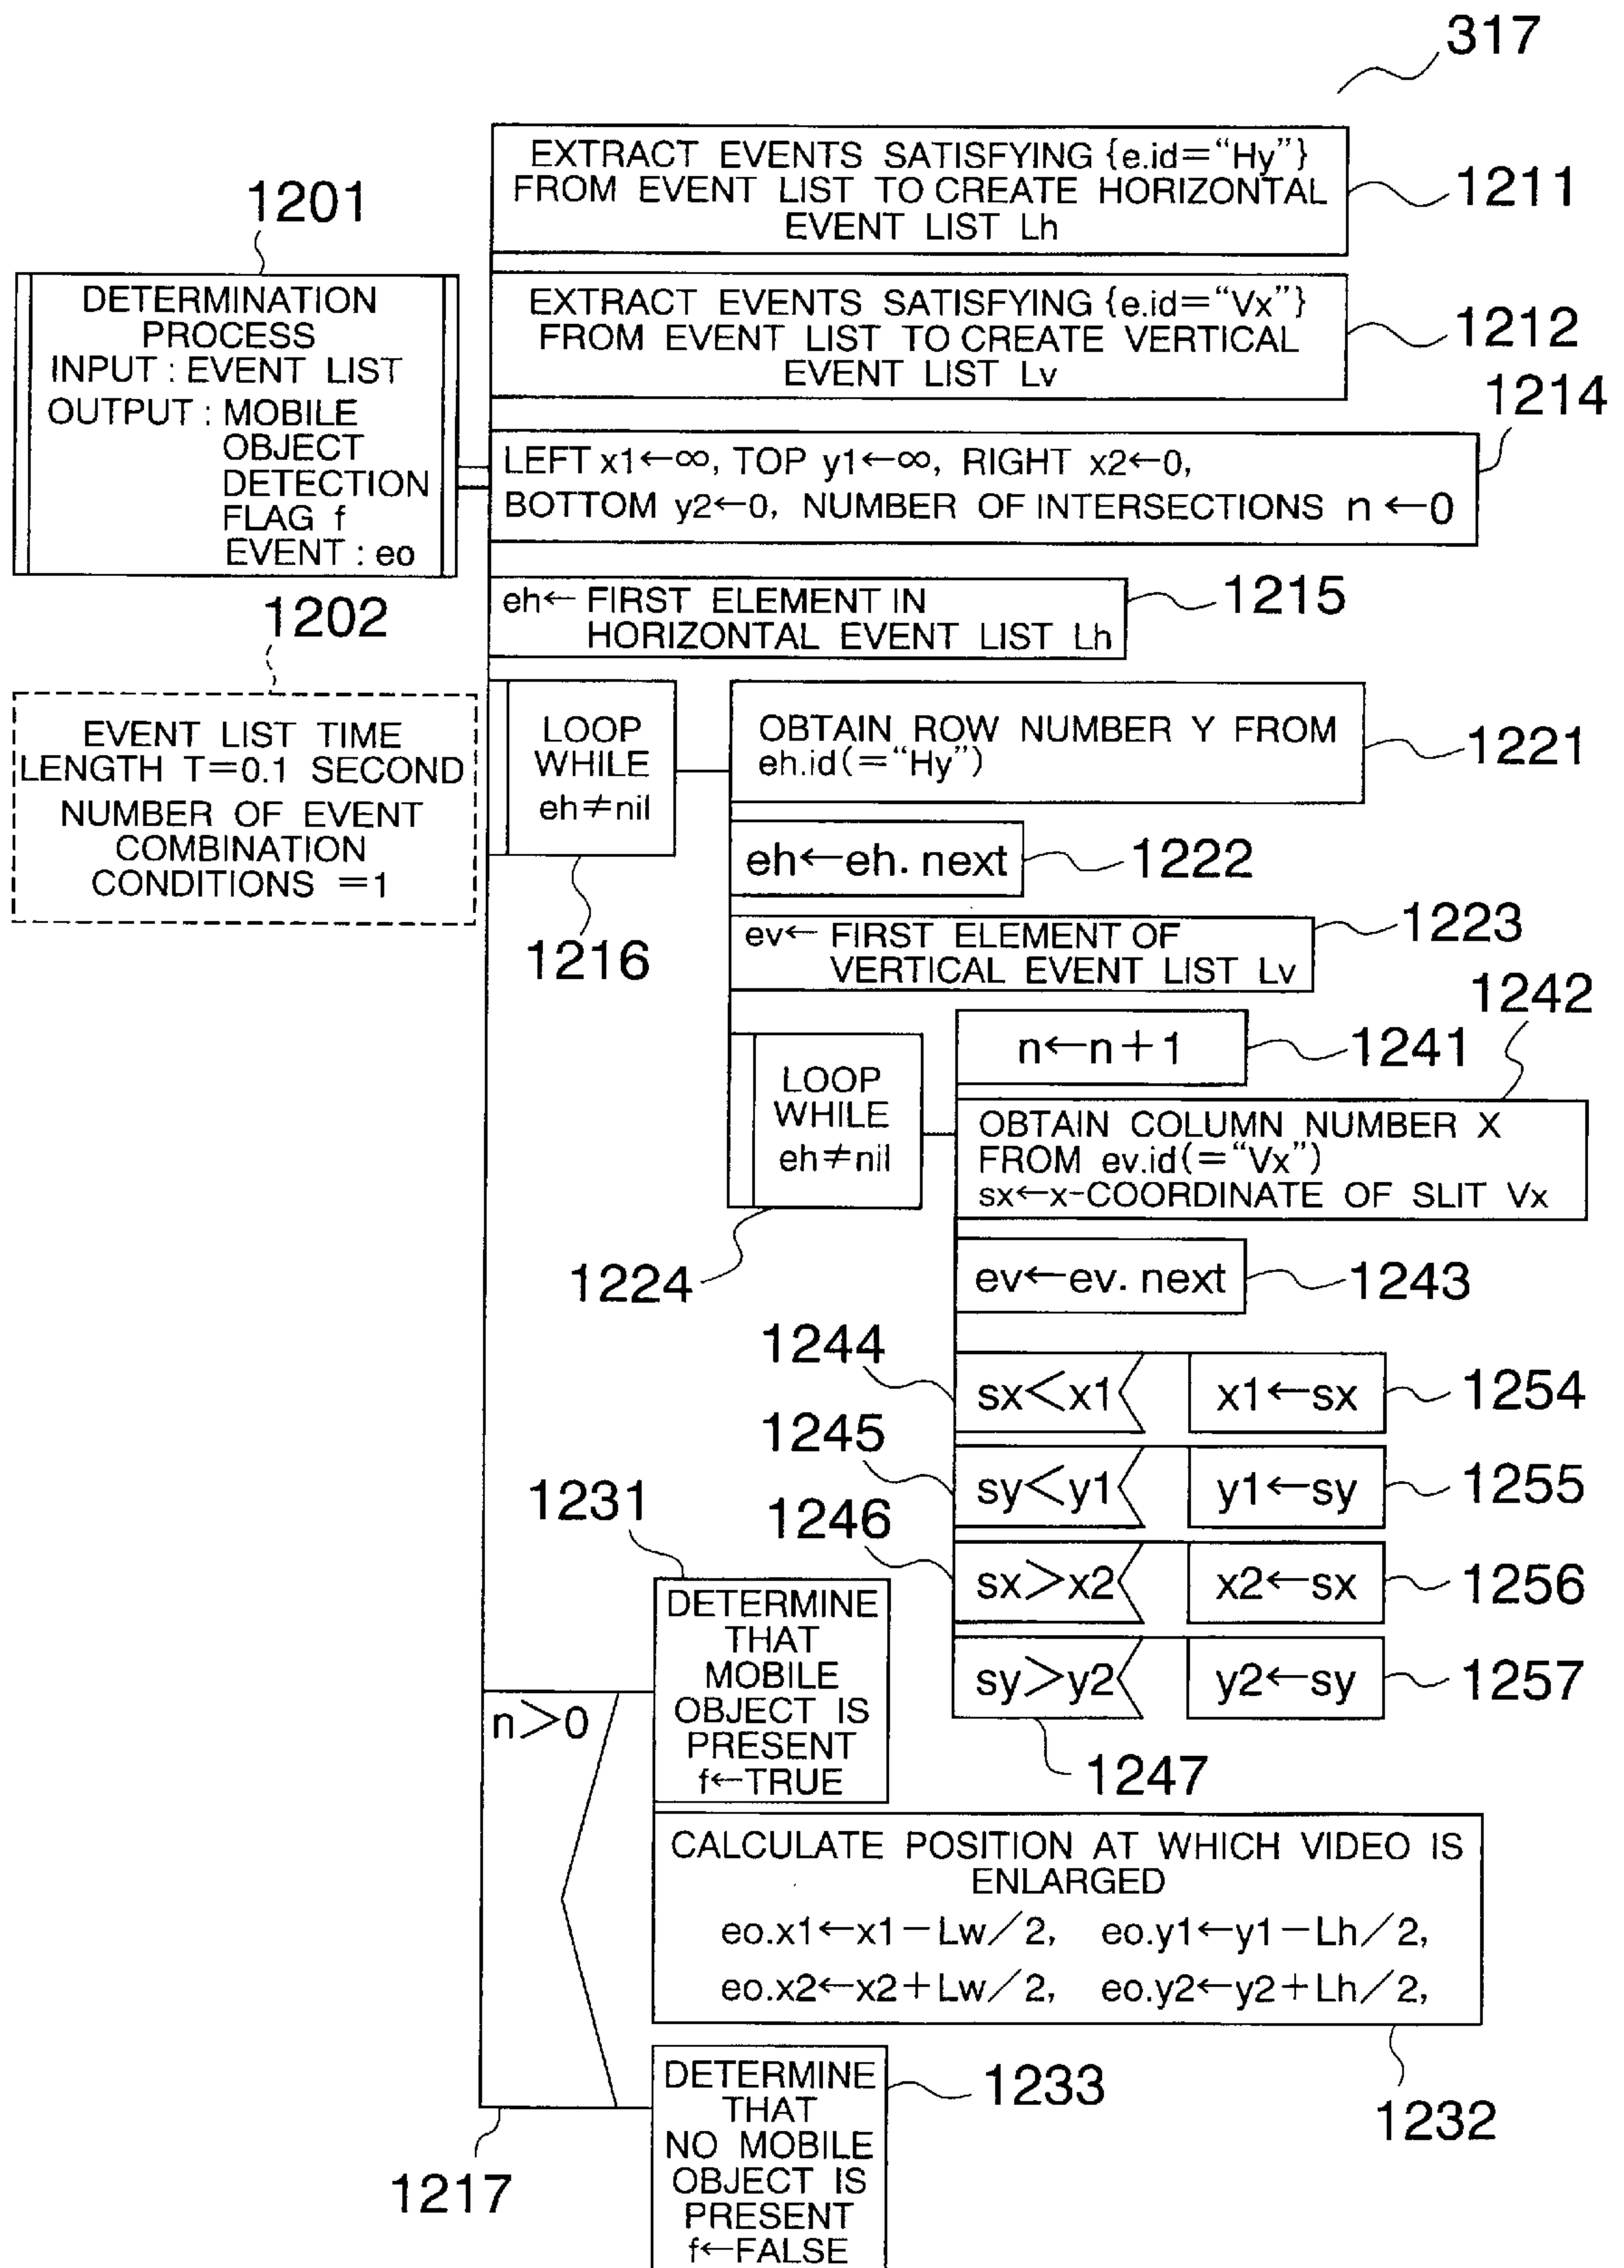 317
EXTRACT EVENTS SATISFYING {e.id="Hy"}
FROM EVENT LIST TO CREATE HORIZONTAL
EVENT LIST Lh
1211
1201
DETERMINATION
PROCESS
INPUT : EVENT LIST
OUTPUT : MOBILE
OBJECT
DETECTION
FLAG f
EVENT : eo
EXTRACT EVENTS SATISFYING {e.id="Vx"}
FROM EVENT LIST TO CREATE VERTICAL
EVENT LIST Lv
1212
1214
LEFT x1←∞, TOP y1←∞, RIGHT x2←0,
BOTTOM y2←0, NUMBER OF INTERSECTIONS n ←0
eh← FIRST ELEMENT IN
HORIZONTAL EVENT LIST Lh
1215
1202
EVENT LIST TIME
LENGTH T=0.1 SECOND
NUMBER OF EVENT
COMBINATION
CONDITIONS =1
LOOP
WHILE
eh≠nil
1216
OBTAIN ROW NUMBER Y FROM
eh.id(="Hy")
1221
eh←eh. next
1222
ev← FIRST ELEMENT OF
VERTICAL EVENT LIST Lv
1223
LOOP
WHILE
eh≠nil
1224
n←n+1
1241
1242
OBTAIN COLUMN NUMBER X
FROM ev.id(="Vx")
sx←x-COORDINATE OF SLIT Vx
ev←ev. next
1243
1244
sx<x1
x1←sx
1254
1245
sy<y1
y1←sy
1255
1246
sx>x2
x2←sx
1256
sy>y2
y2←sy
1257
1247
n>0
1217
1231
DETERMINE
THAT
MOBILE
OBJECT IS
PRESENT
f←TRUE
CALCULATE POSITION AT WHICH VIDEO IS
ENLARGED
eo.x1←x1−Lw/2, eo.y1←y1−Lh/2,
eo.x2←x2+Lw/2, eo.y2←y2+Lh/2,
1232
DETERMINE
THAT
NO MOBILE
OBJECT IS
PRESENT
f←FALSE
1233